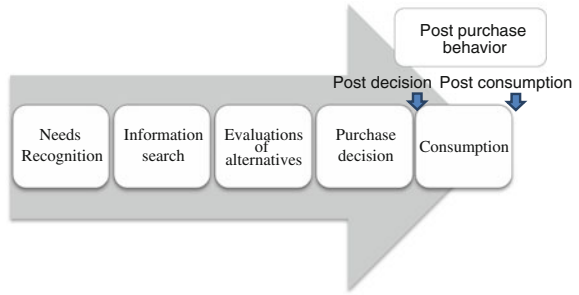 Post purchase
behavior
Post decision
Post consumption
Needs
Recognition
Information
search
Evaluations
of
alternatives
Purchase
decision
Consumption